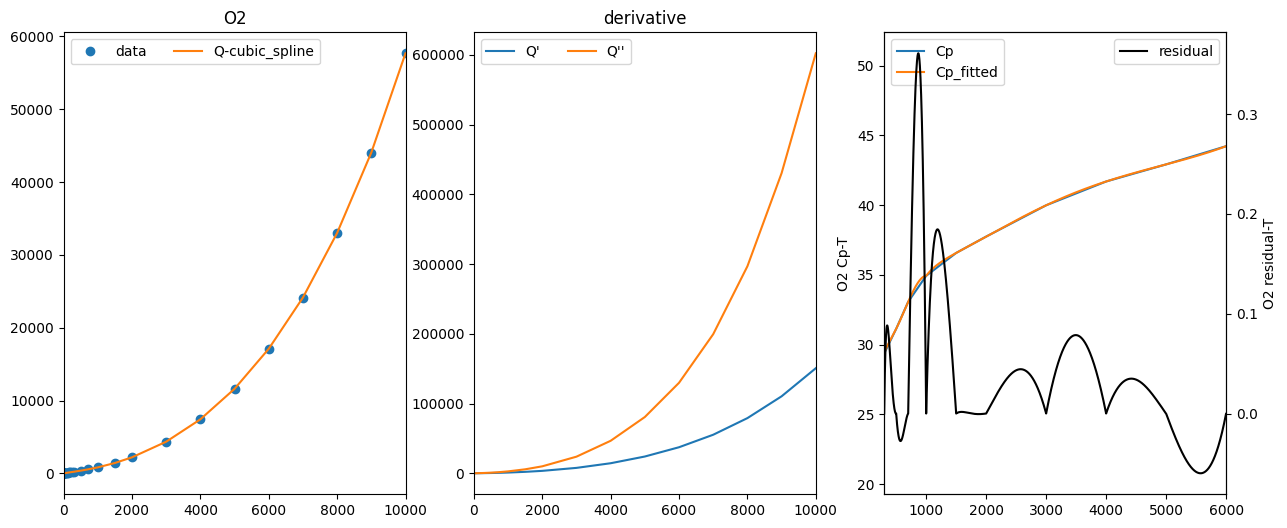 O2
data
Q-cubic_spline
60000
50000
40000
30000
20000
10000
0
0 2000 4000 6000 8000 10000
derivative
Q'
Q''
600000
500000
400000
300000
200000
100000
0
0 2000 4000 6000 8000 10000
Cp
Cp_fitted
residual
O2 Cp-T
50
45
40
35
30
25
20
1000 2000 3000 4000 5000 6000
0.3
0.2
0.1
0.0
O2 residual-T